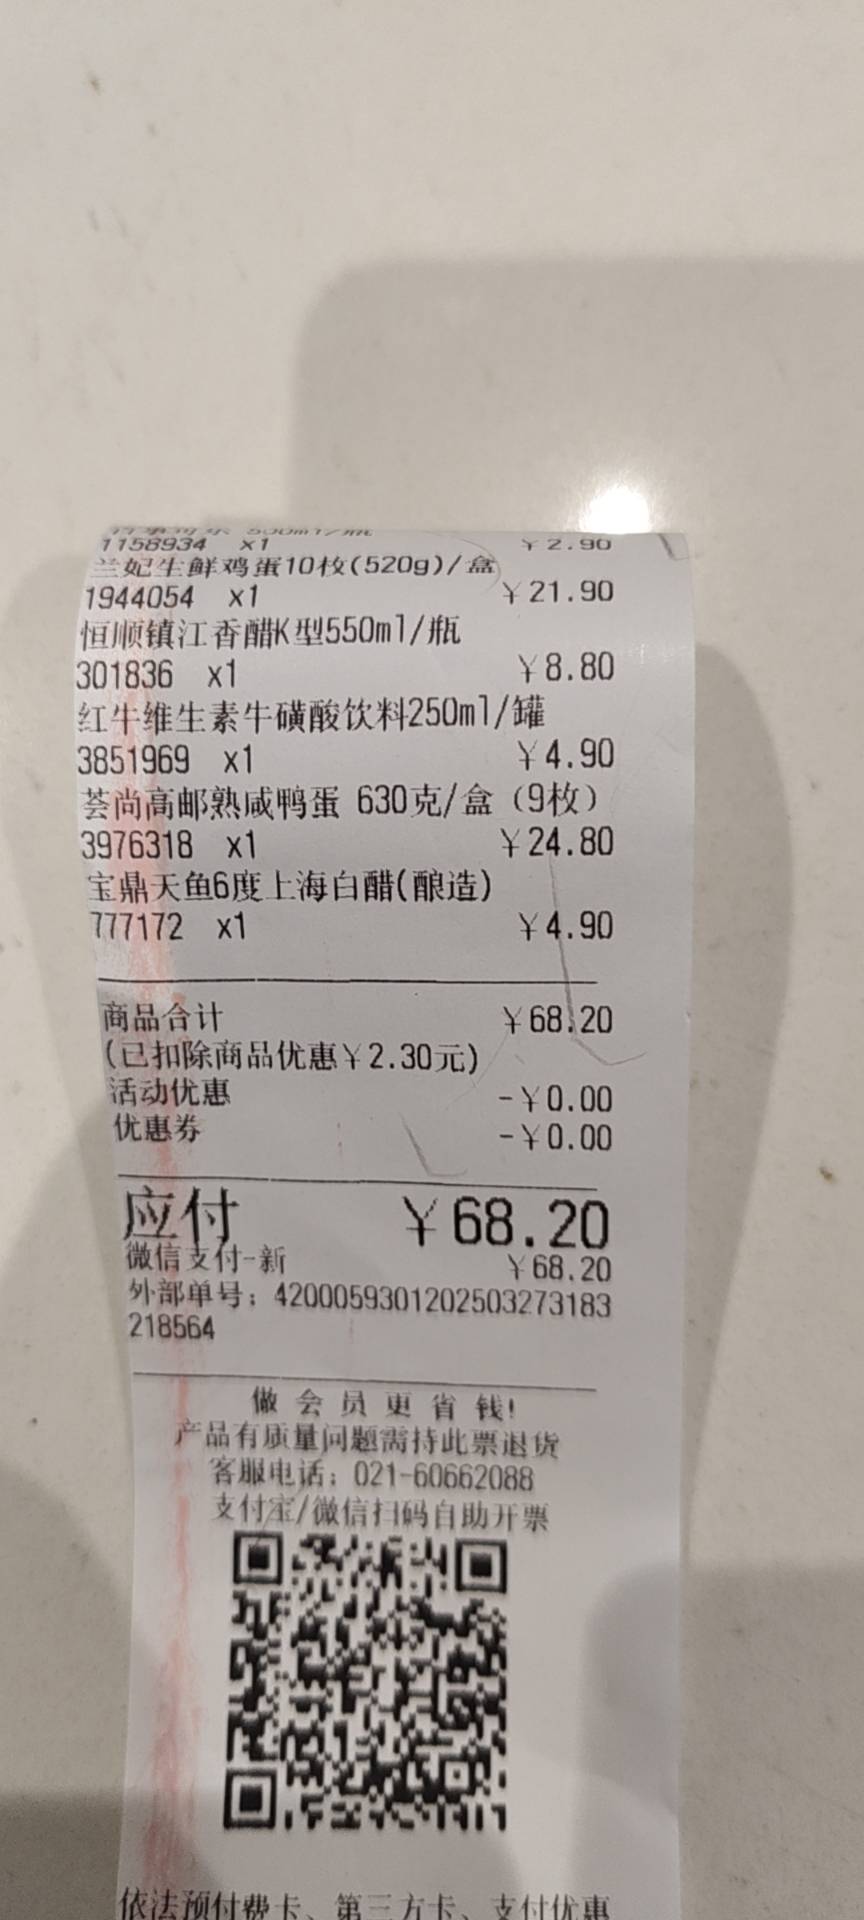 1158934 x1 ￥2.90
兰妃生鲜鸡蛋10枚(520g)/盒
1944054 x1 ￥21.90
恒顺镇江香醋K型550ml/瓶
301836 x1 ￥8.80
红牛维生素牛磺酸饮料250ml/罐
3851969 x1 ￥4.90
荟尚高邮熟咸鸭蛋 630克/盒（9枚）
3976318 x1 ￥24.80
宝鼎天鱼6度上海白醋(酿造)
777172 x1 ￥4.90
商品合计 ￥68.20
(已扣除商品优惠￥2.30元)
活动优惠 -￥0.00
优惠券 -￥0.00
应付 ￥68.20
微信支付-新 ￥68.20
外部单号：4200059301202503273183
218564
做会员更省钱!
产品有质量问题需持此票退货
客服电话：021-60662088
支付宝/微信扫码自助开票
依法预付费卡、第三方卡、支付优惠